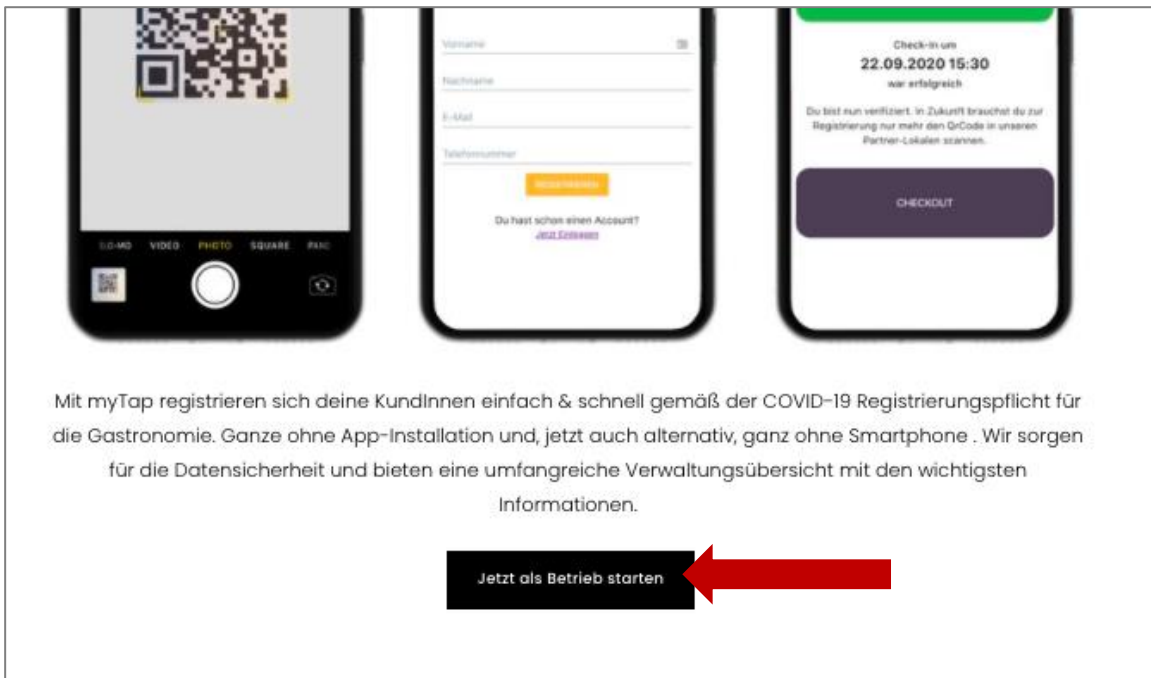 Vorname
Nachname
E-Mail
Telefonnummer
REGISTRIEREN
Du hast schon einen Account?
Jetzt Einloggen
Check-in um
22.09.2020 15:30
war erfolgreich
Du bist nun verifiziert. In Zukunft brauchst du zur
Registrierung nur mehr den QrCode in unseren
Partner-Lokalen scannen.
CHECKOUT
VIDEO PHOTO SQUARE
Mit myTap registrieren sich deine KundInnen einfach & schnell gemäß der COVID-19 Registrierungspflicht für
die Gastronomie. Ganze ohne App-Installation und, jetzt auch alternativ, ganz ohne Smartphone . Wir sorgen
für die Datensicherheit und bieten eine umfangreiche Verwaltungsübersicht mit den wichtigsten
Informationen.
Jetzt als Betrieb starten